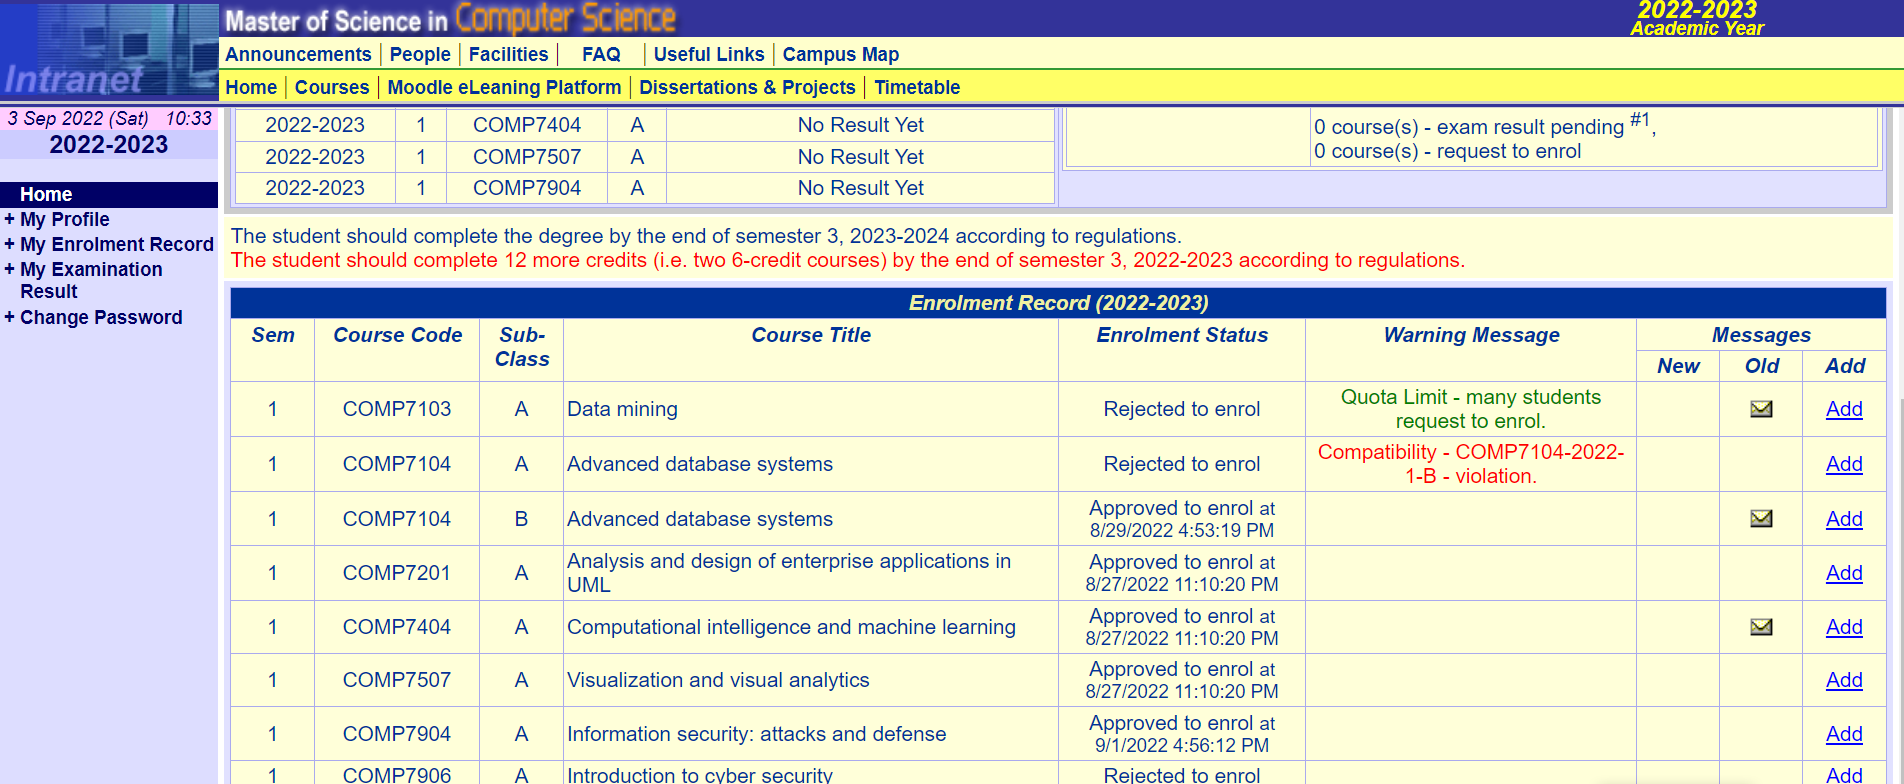 Intranet
Master of Science in Computer Science
2022-2023
Academic Year
Announcements | People | Facilities | FAQ | Useful Links | Campus Map
Home | Courses | Moodle eLeaning Platform | Dissertations & Projects | Timetable
3 Sep 2022 (Sat) 10:33
2022-2023
Home
+ My Profile
+ My Enrolment Record
+ My Examination
Result
+ Change Password
2022-2023 1 COMP7404 A No Result Yet
2022-2023 1 COMP7507 A No Result Yet
2022-2023 1 COMP7904 A No Result Yet
0 course(s) - exam result pending #1,
0 course(s) - request to enrol
The student should complete the degree by the end of semester 3, 2023-2024 according to regulations.
The student should complete 12 more credits (i.e. two 6-credit courses) by the end of semester 3, 2022-2023 according to regulations.
Enrolment Record (2022-2023)
Sem Course Code Sub-
Class Course Title Enrolment Status Warning Message Messages
New Old Add
1 COMP7103 A Data mining Rejected to enrol Quota Limit - many students
request to enrol. Add
1 COMP7104 A Advanced database systems Rejected to enrol Compatibility - COMP7104-2022-
1-B - violation. Add
1 COMP7104 B Advanced database systems Approved to enrol at
8/29/2022 4:53:19 PM Add
1 COMP7201 A Analysis and design of enterprise applications in
UML Approved to enrol at
8/27/2022 11:10:20 PM Add
1 COMP7404 A Computational intelligence and machine learning Approved to enrol at
8/27/2022 11:10:20 PM Add
1 COMP7507 A Visualization and visual analytics Approved to enrol at
8/27/2022 11:10:20 PM Add
1 COMP7904 A Information security: attacks and defense Approved to enrol at
9/1/2022 4:56:12 PM Add
1 COMP7906 A Introduction to cyber security Rejected to enrol Add